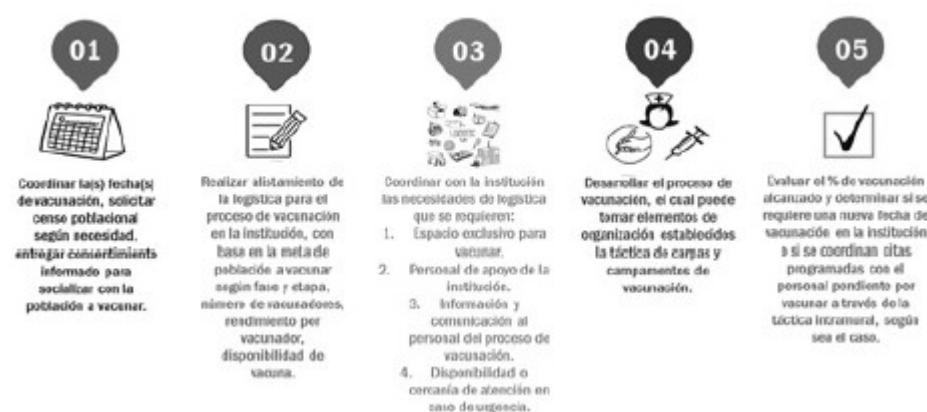 01
Coordinar la(s) fecha(s)
de vacunación, solicitar
censo poblacional
según necesidad,
entregar consentimiento
informado para
socializar con la
población a vacunar.
02
Realizar alistamiento de
la logística para el
proceso de vacunación
en la institución, con
base en la meta de
población a vacunar
según fase y etapa,
número de vacunadores,
rendimiento por
vacunador,
disponibilidad de
vacuna.
03
Coordinar con la institución
las necesidades de logística
que se requieren:
1. Espacio exclusivo para
vacunar.
2. Personal de apoyo de la
institución.
3. Información y
comunicación al
personal del proceso de
vacunación.
4. Disponibilidad o
cercanía de atención en
caso de urgencia.
04
Desarrollar el proceso de
vacunación, el cual puede
tomar elementos de
organización establecidos
la táctica de carpas y
campamentos de
vacunación.
05
Evaluar el % de vacunación
alcanzado y determinar si se
requiere una nueva fecha de
vacunación en la institución
o si se coordinan citas
programadas con el
personal pendiente por
vacunar a través de la
táctica intramural, según
sea el caso.